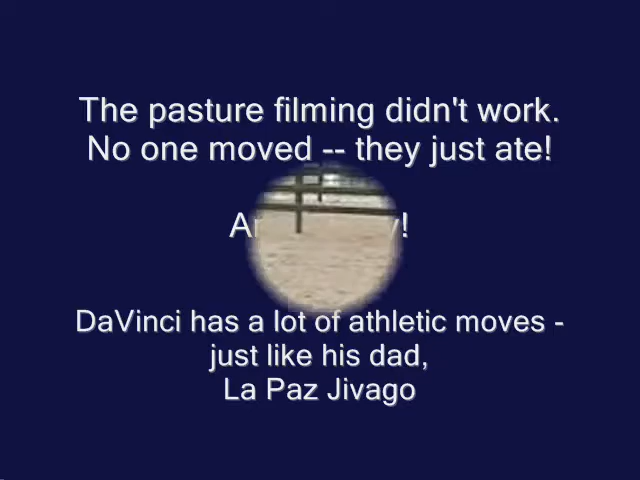 The pasture filming didn't work.
No one moved -- they just ate!
DaVinci has a lot of athletic moves -
just like his dad,
La Paz Jivago